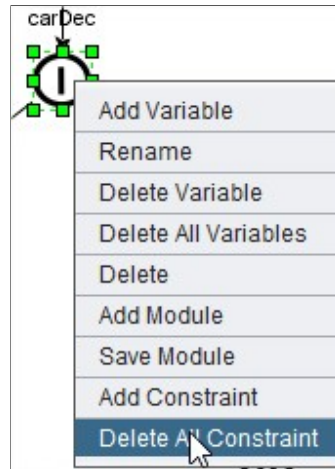 carDec
I
Add Variable
Rename
Delete Variable
Delete All Variables
Delete
Add Module
Save Module
Add Constraint
Delete All Constraint